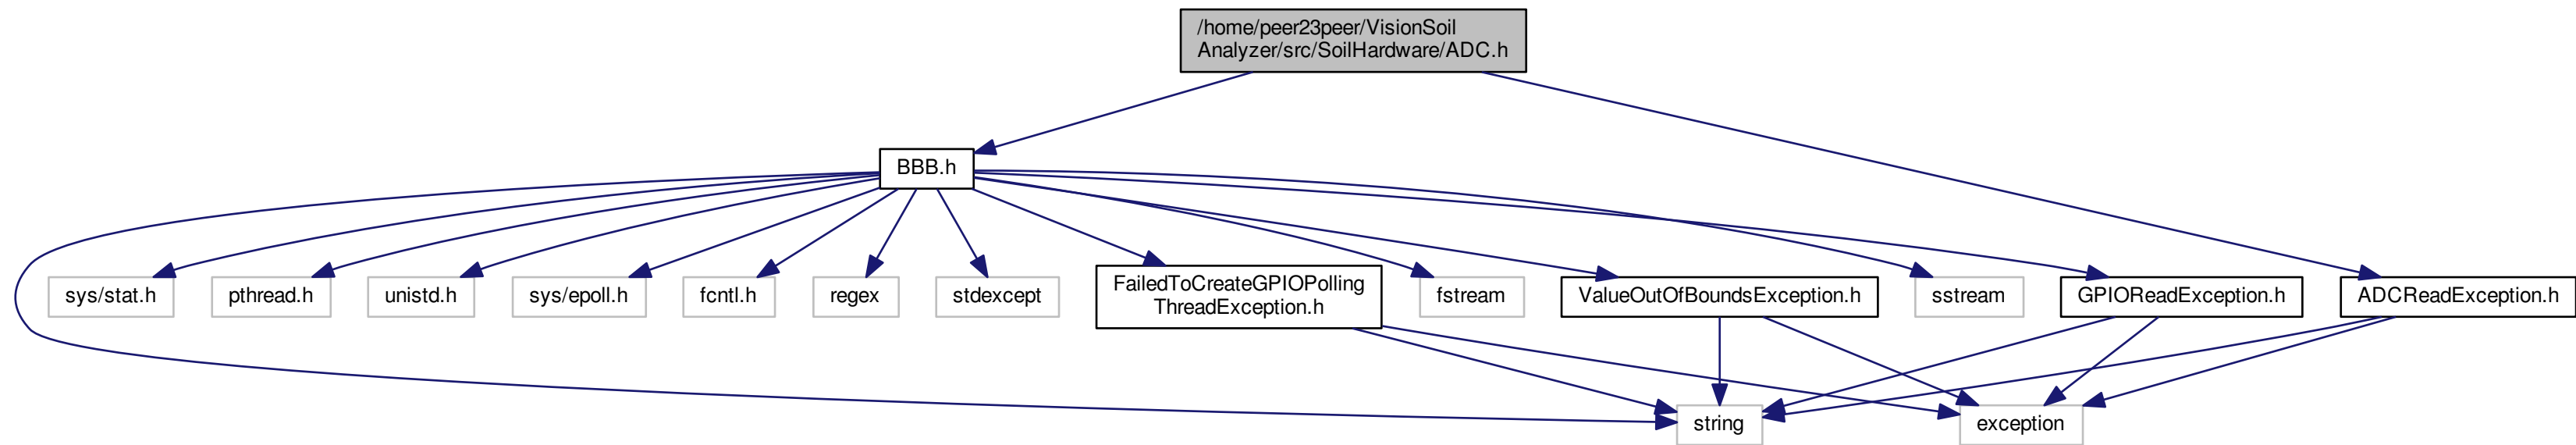 /home/peer23peer/VisionSoil
Analyzer/src/SoilHardware/ADC.h
BBB.h
sys/stat.h
pthread.h
unistd.h
sys/epoll.h
fcntl.h
regex
stdexcept
FailedToCreateGPIOPolling
ThreadException.h
fstream
ValueOutOfBoundsException.h
sstream
GPIOReadException.h
ADCReadException.h
string
exception